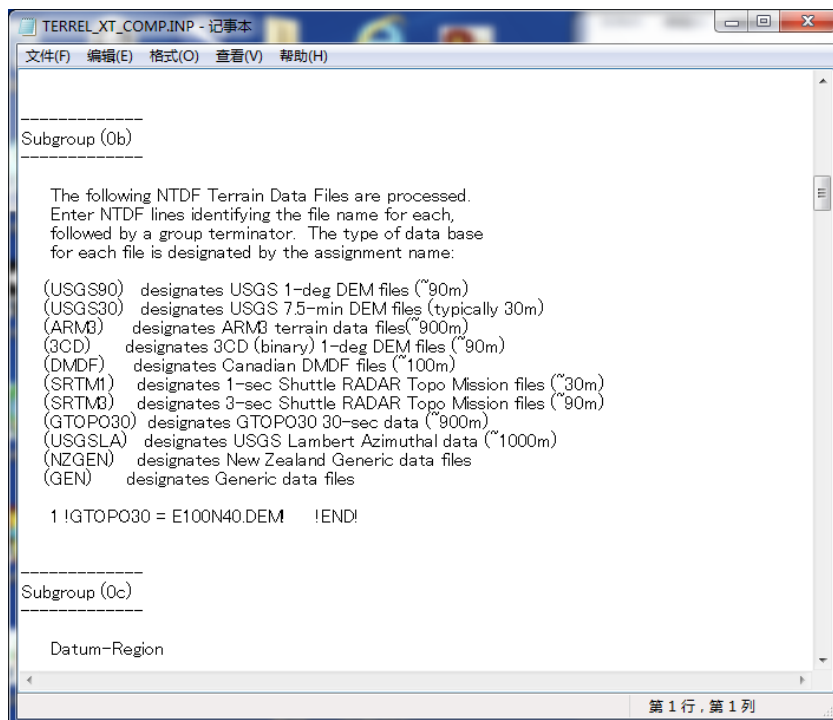 TERREL_XT_COMP.INP - 记事本
文件(F) 编辑(E) 格式(O) 查看(V) 帮助(H)
-------------
Subgroup (0b)
-------------
The following NTDF Terrain Data Files are processed.
Enter NTDF lines identifying the file name for each,
followed by a group terminator. The type of data base
for each file is designated by the assignment name:
(USGS90) designates USGS 1-deg DEM files (~90m)
(USGS30) designates USGS 7.5-min DEM files (typically 30m)
(ARM3) designates ARM3 terrain data files(~900m)
(3CD) designates 3CD (binary) 1-deg DEM files (~90m)
(DMDF) designates Canadian DMDF files (~100m)
(SRTM1) designates 1-sec Shuttle RADAR Topo Mission files (~30m)
(SRTM3) designates 3-sec Shuttle RADAR Topo Mission files (~90m)
(GTOPO30) designates GTOPO30 30-sec data (~900m)
(USGSLA) designates USGS Lambert Azimuthal data (~1000m)
(NZGEN) designates New Zealand Generic data files
(GEN) designates Generic data files
1 !GTOPO30 = E100N40.DEM! !END!
-------------
Subgroup (0c)
-------------
Datum-Region
第 1 行 , 第 1 列